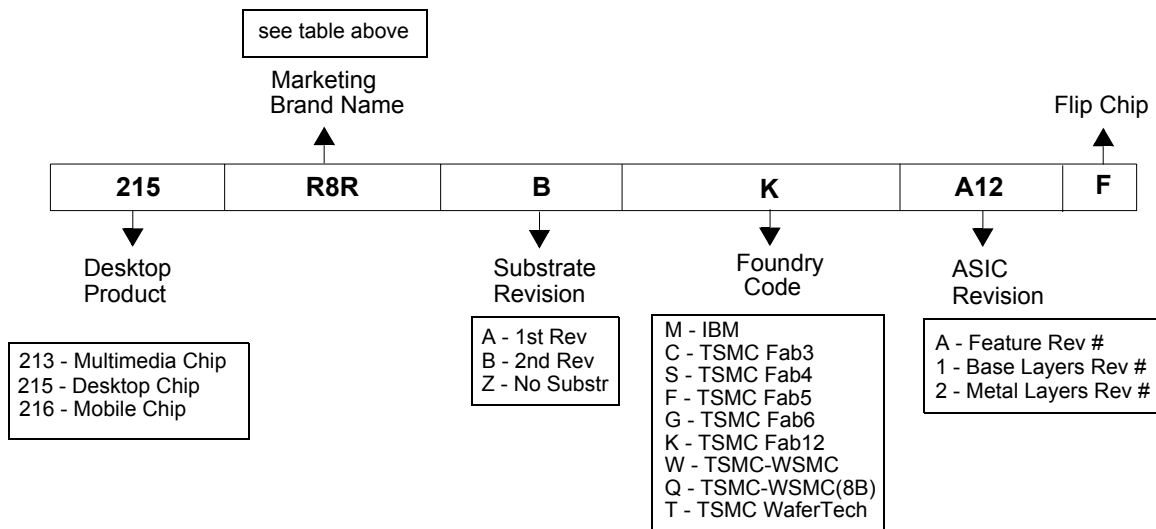 see table above
Marketing
Brand Name
Flip Chip
215 R8R B K A12 F
Desktop
Product
Substrate
Revision
Foundry
Code
ASIC
Revision
213 - Multimedia Chip
215 - Desktop Chip
216 - Mobile Chip
A - 1st Rev
B - 2nd Rev
Z - No Substr
M - IBM
C - TSMC Fab3
S - TSMC Fab4
F - TSMC Fab5
G - TSMC Fab6
K - TSMC Fab12
W - TSMC-WSMC
Q - TSMC-WSMC(8B)
T - TSMC WaferTech
A - Feature Rev #
1 - Base Layers Rev #
2 - Metal Layers Rev #